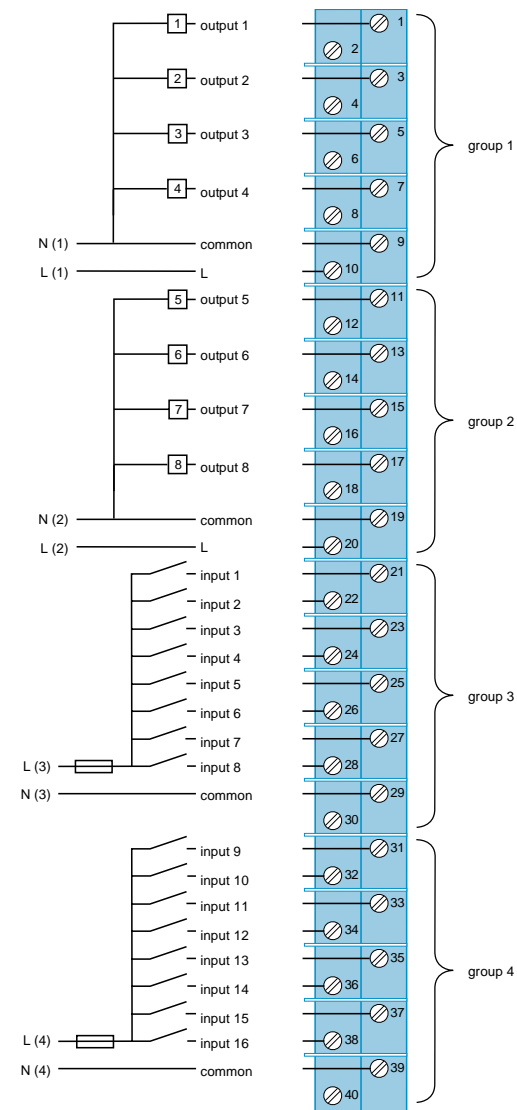 1 output 1 1
2
2 output 2 3
4
3 output 3 5
group 1
6
4 output 4 7
8
N (1) common 9
L (1) L 10
5 output 5 11
12
6 output 6 13
14
7 output 7 15
group 2
16
8 output 8 17
18
N (2) common 19
L (2) L 20
input 1 21
input 2 22
input 3 23
input 4 24
input 5 25
group 3
input 6 26
input 7 27
L (3) input 8 28
N (3) common 29
30
input 9 31
input 10 32
input 11 33
input 12 34
input 13 35
group 4
input 14 36
input 15 37
L (4) input 16 38
N (4) common 39
40